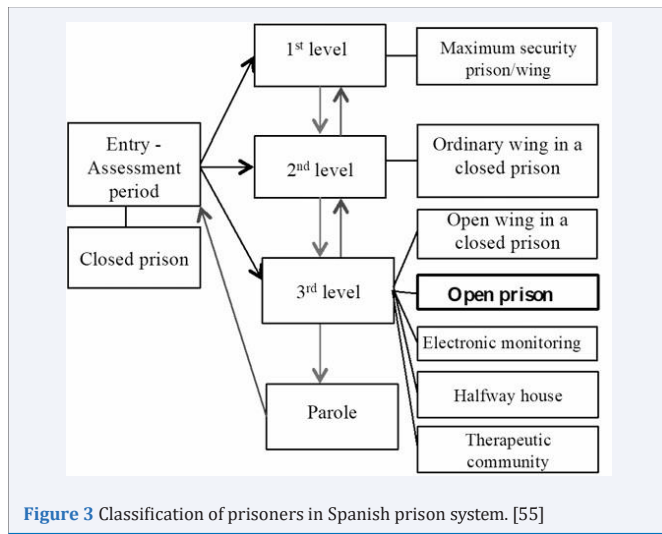 1st level
Maximum security
prison/wing
Entry -
Assessment
period
2nd level
Ordinary wing in a
closed prison
Closed prison
3rd level
Open wing in a
closed prison
Open prison
Electronic monitoring
Halfway house
Parole
Therapeutic
community
Figure 3 Classification of prisoners in Spanish prison system. [55]